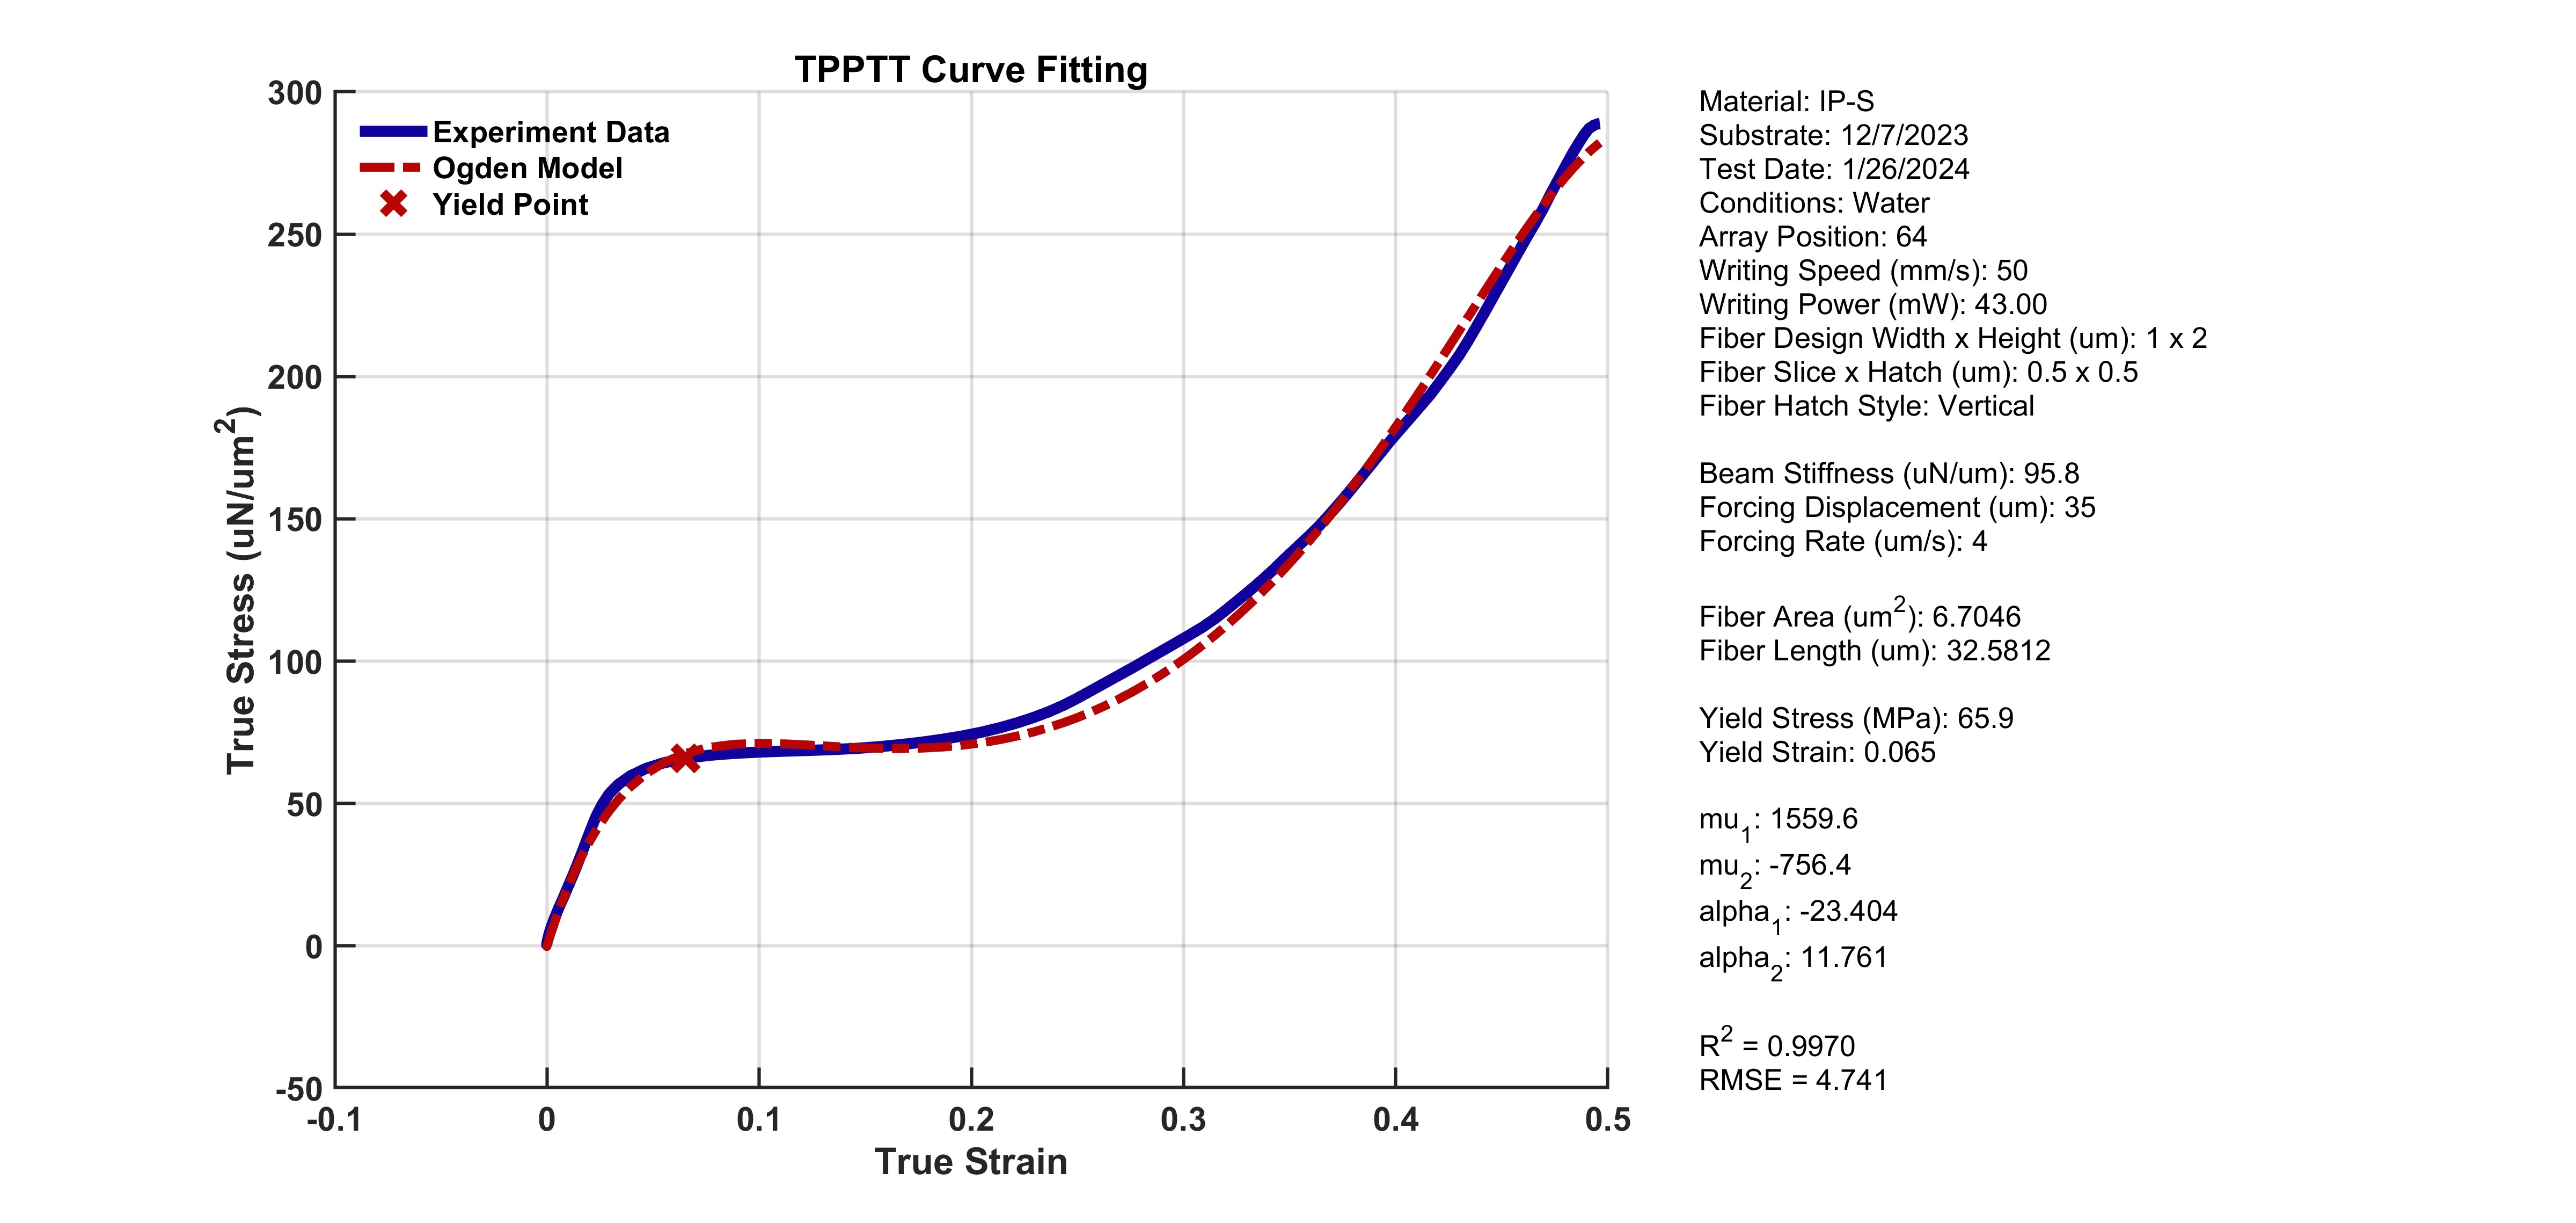 TPPTT Curve Fitting
300
250
200
150
100
50
0
-50
True Stress (uN/um²)
Experiment Data
Ogden Model
Yield Point
-0.1 0 0.1 0.2 0.3 0.4 0.5
True Strain
Material: IP-S
Substrate: 12/7/2023
Test Date: 1/26/2024
Conditions: Water
Array Position: 64
Writing Speed (mm/s): 50
Writing Power (mW): 43.00
Fiber Design Width x Height (um): 1 x 2
Fiber Slice x Hatch (um): 0.5 x 0.5
Fiber Hatch Style: Vertical
Beam Stiffness (uN/um): 95.8
Forcing Displacement (um): 35
Forcing Rate (um/s): 4
Fiber Area (um²): 6.7046
Fiber Length (um): 32.5812
Yield Stress (MPa): 65.9
Yield Strain: 0.065
mu₁: 1559.6
mu₂: -756.4
alpha₁: -23.404
alpha₂: 11.761
R² = 0.9970
RMSE = 4.741